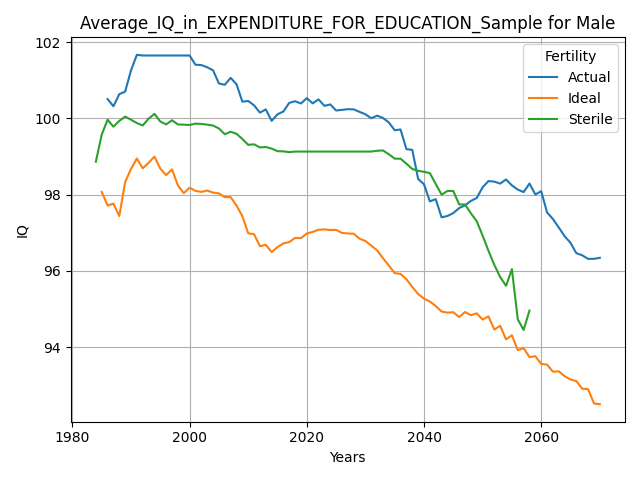 Average_IQ_in_EXPENDITURE_FOR_EDUCATION_Sample for Male
Fertility
Actual
Ideal
Sterile
IQ
102
100
98
96
94
1980
2000
2020
2040
2060
Years